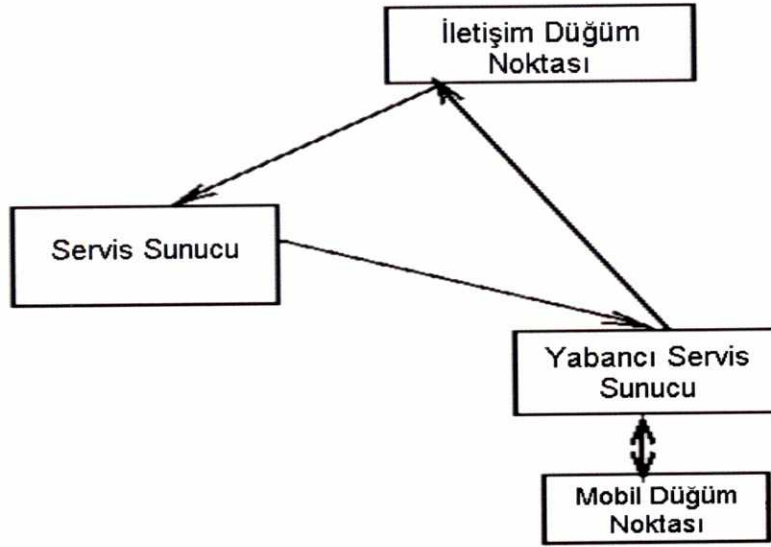 İletişim Düğüm
Noktası
Servis Sunucu
Yabancı Servis
Sunucu
Mobil Düğüm
Noktası